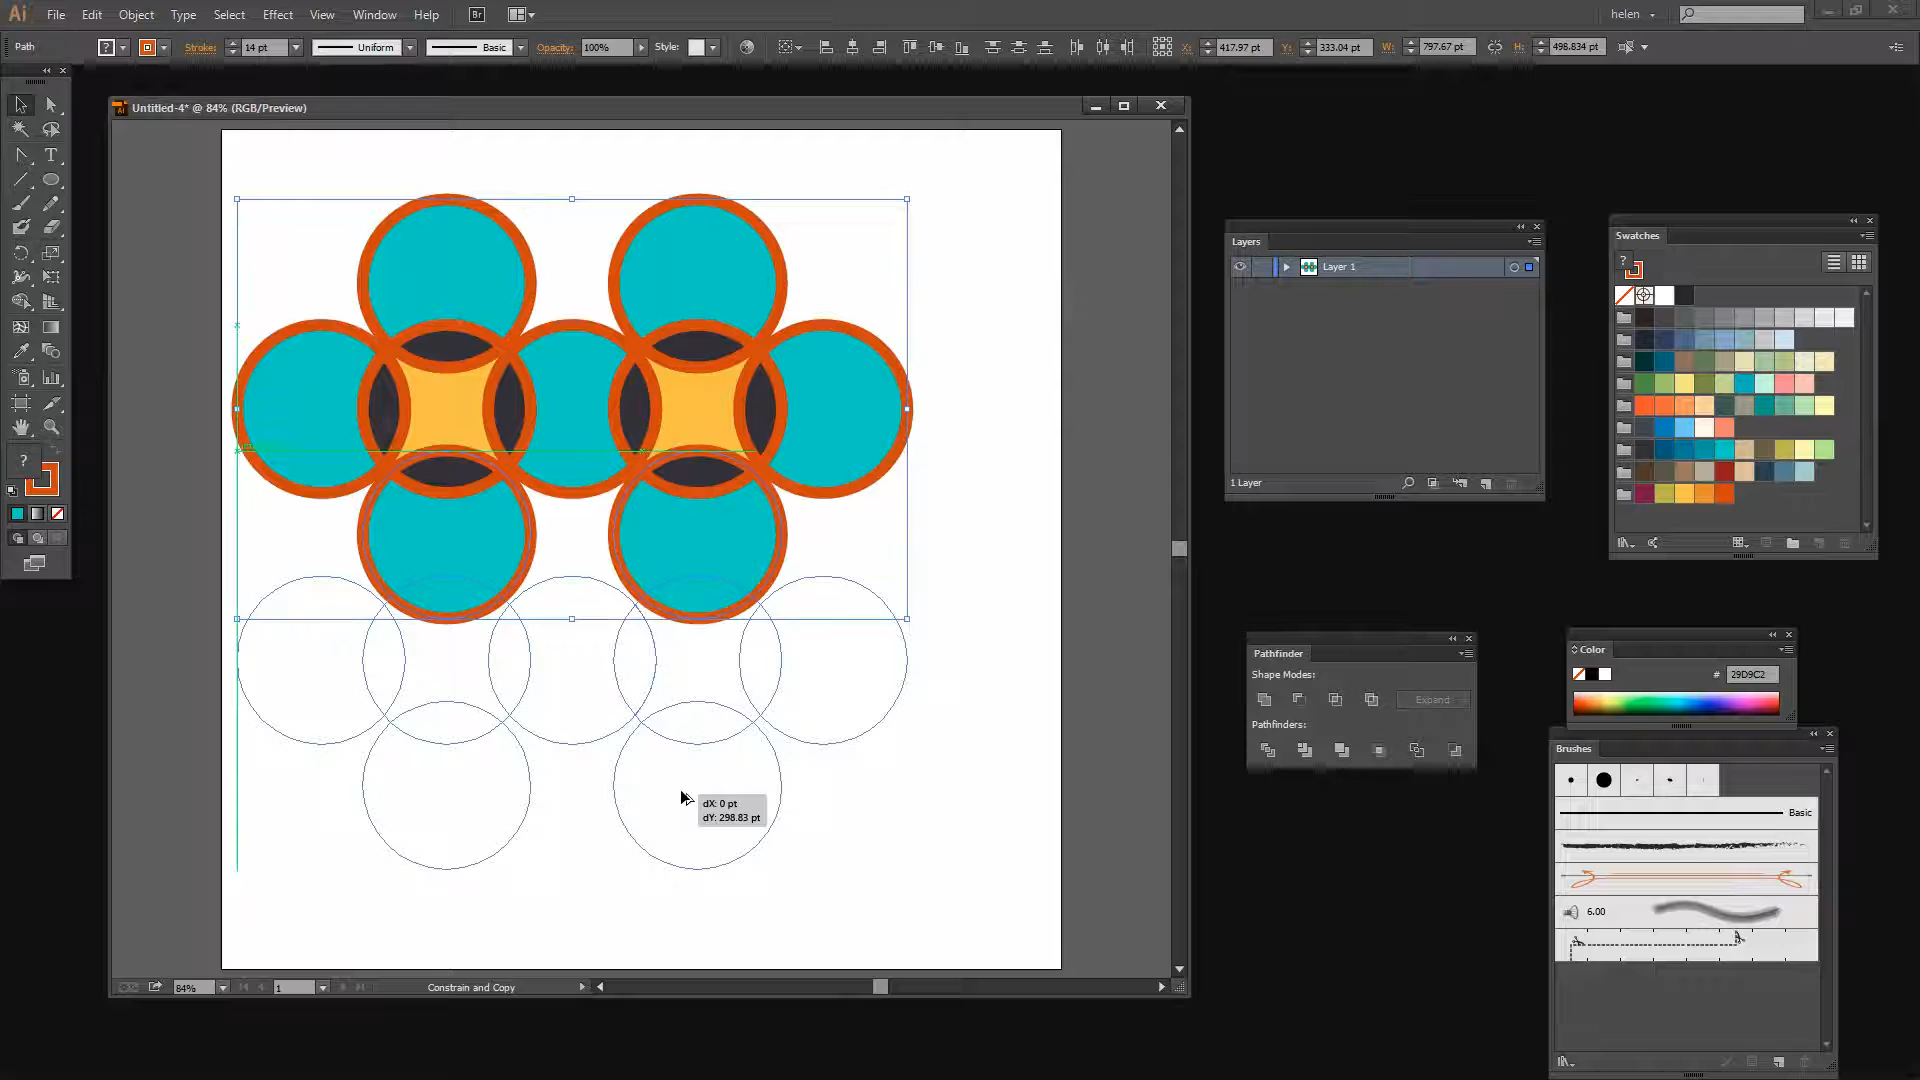 Ai File Edit Object Type Select Effect View Window Help Br helen
Path ? Stroke: 14 pt Uniform Basic Opacity: 100% Style: X: 417.97 pt Y: 333.04 pt W: 797.67 pt H: 498.834 pt
Untitled-4* @ 84% (RGB/Preview)
T
?
Layers
Layer 1
1 Layer
Swatches
?
Pathfinder
Shape Modes:
Expand
Pathfinders:
Color
# 29D9C2
Brushes
Basic
6.00
dX: 0 pt
dY: 298.83 pt
84% 1 Constrain and Copy